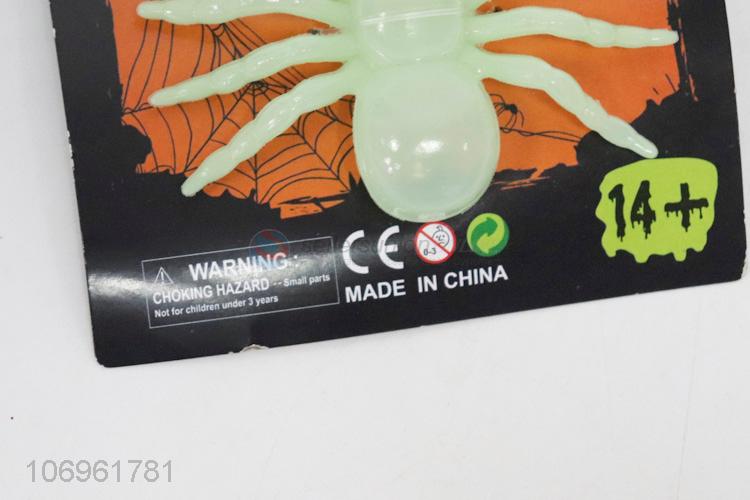 14+
WARNING:
CHOKING HAZARD -- Small parts
Not for children under 3 years
CE
0-3
MADE IN CHINA
106961781